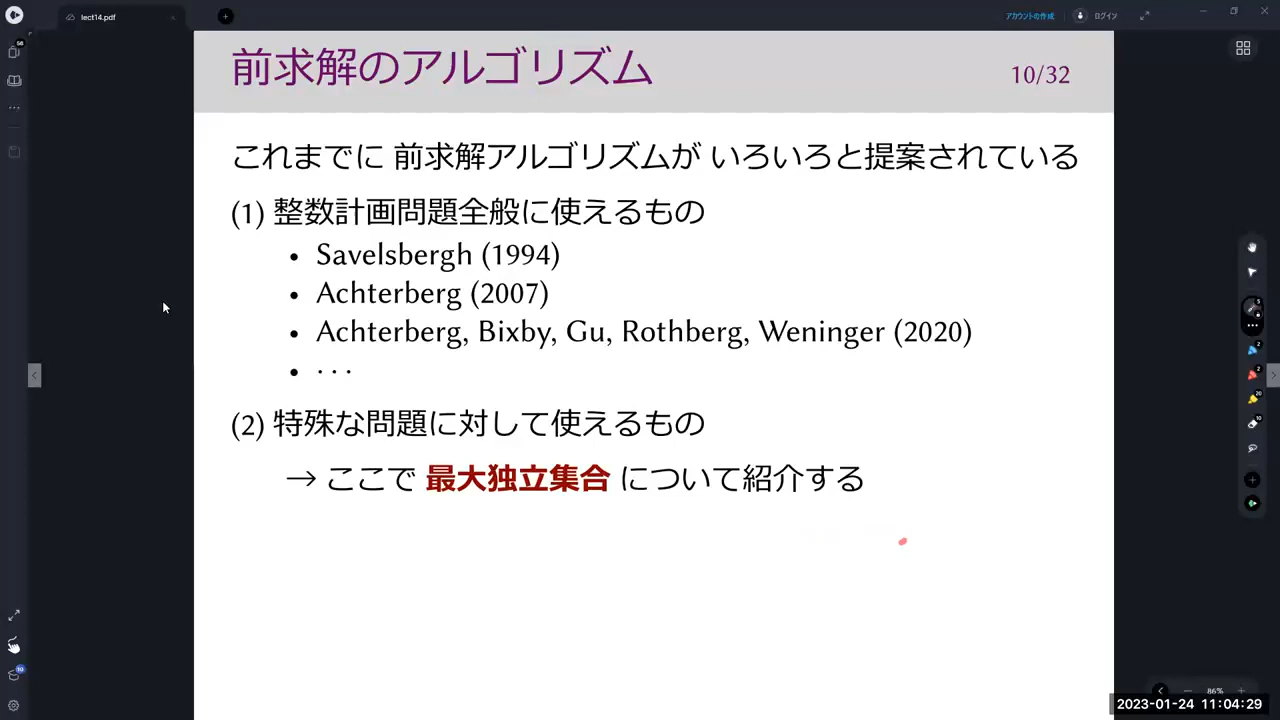 lect14.pdf
アカウントの作成
ログイン
前求解のアルゴリズム
10/32
これまでに 前求解アルゴリズムが いろいろと提案されている
(1) 整数計画問題全般に使えるもの
• Savelsbergh (1994)
• Achterberg (2007)
• Achterberg, Bixby, Gu, Rothberg, Weninger (2020)
• · · ·
(2) 特殊な問題に対して使えるもの
→ ここで 最大独立集合 について紹介する
86%
2023-01-24 11:04:29